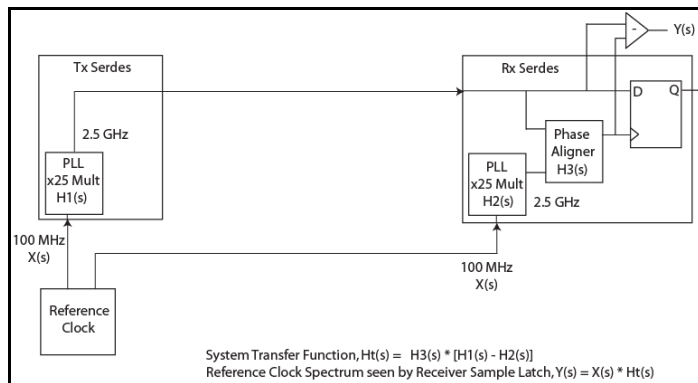 Y(s)
-
Tx Serdes
Rx Serdes
D Q
2.5 GHz
Phase
Aligner
H3(s)
PLL
x25 Mult
H1(s)
PLL
x25 Mult
H2(s)
2.5 GHz
100 MHz
X(s)
100 MHz
X(s)
Reference
Clock
System Transfer Function, Ht(s) = H3(s) * [H1(s) - H2(s)]
Reference Clock Spectrum seen by Receiver Sample Latch, Y(s) = X(s) * Ht(s)